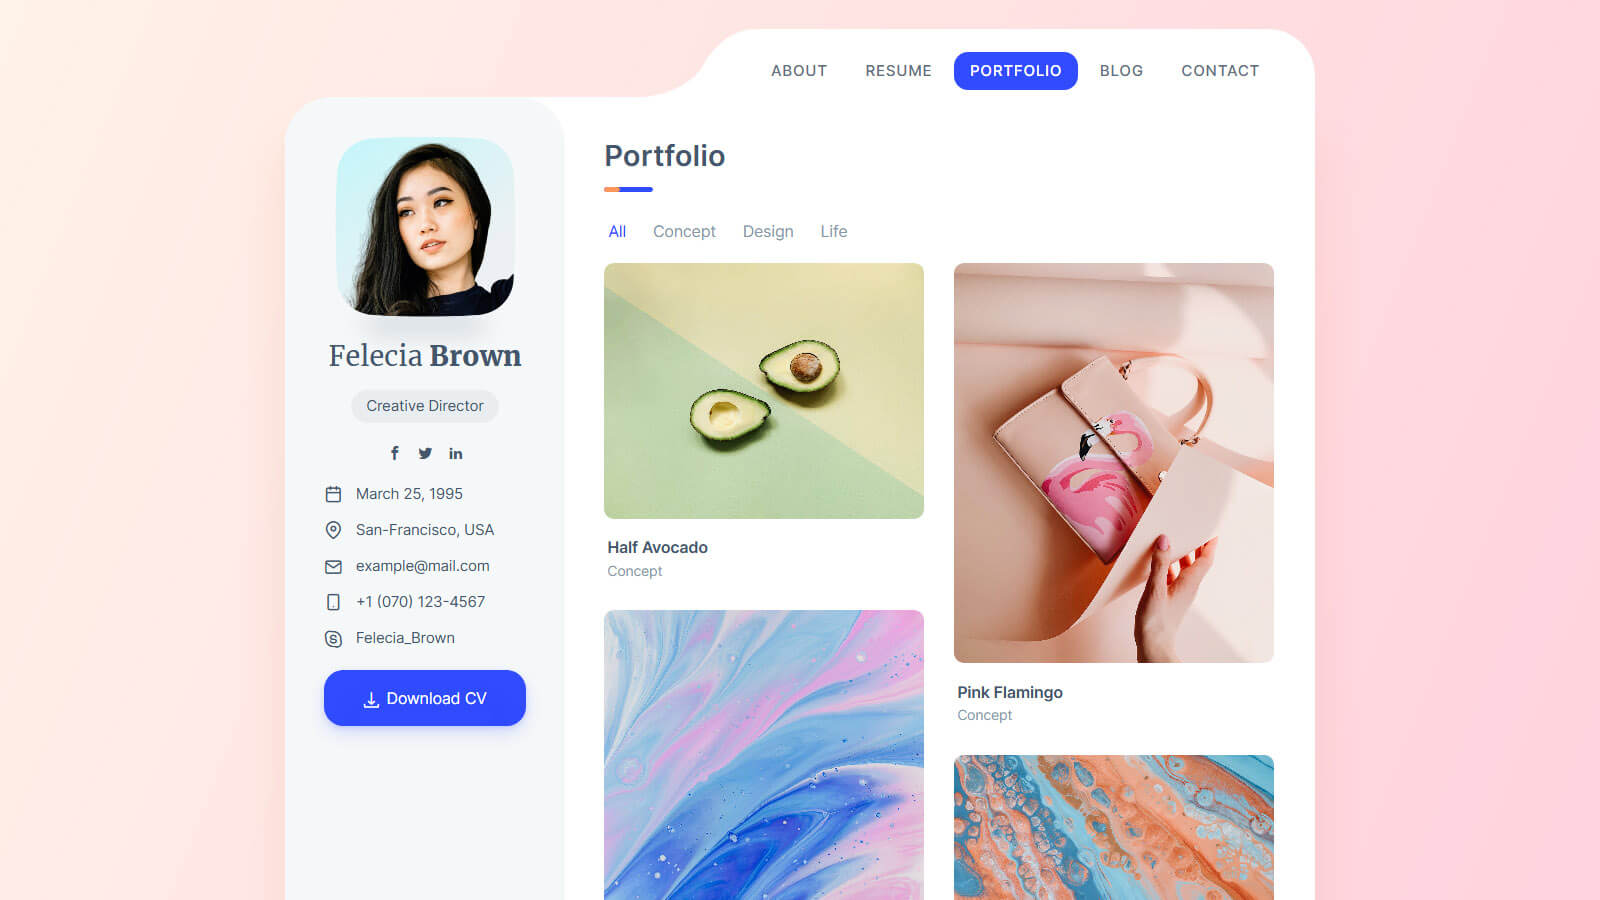 ABOUT RESUME PORTFOLIO BLOG CONTACT
Felecia Brown
Creative Director
March 25, 1995
San-Francisco, USA
example@mail.com
+1 (070) 123-4567
Felecia_Brown
Download CV
Portfolio
All Concept Design Life
Half Avocado
Concept
Pink Flamingo
Concept